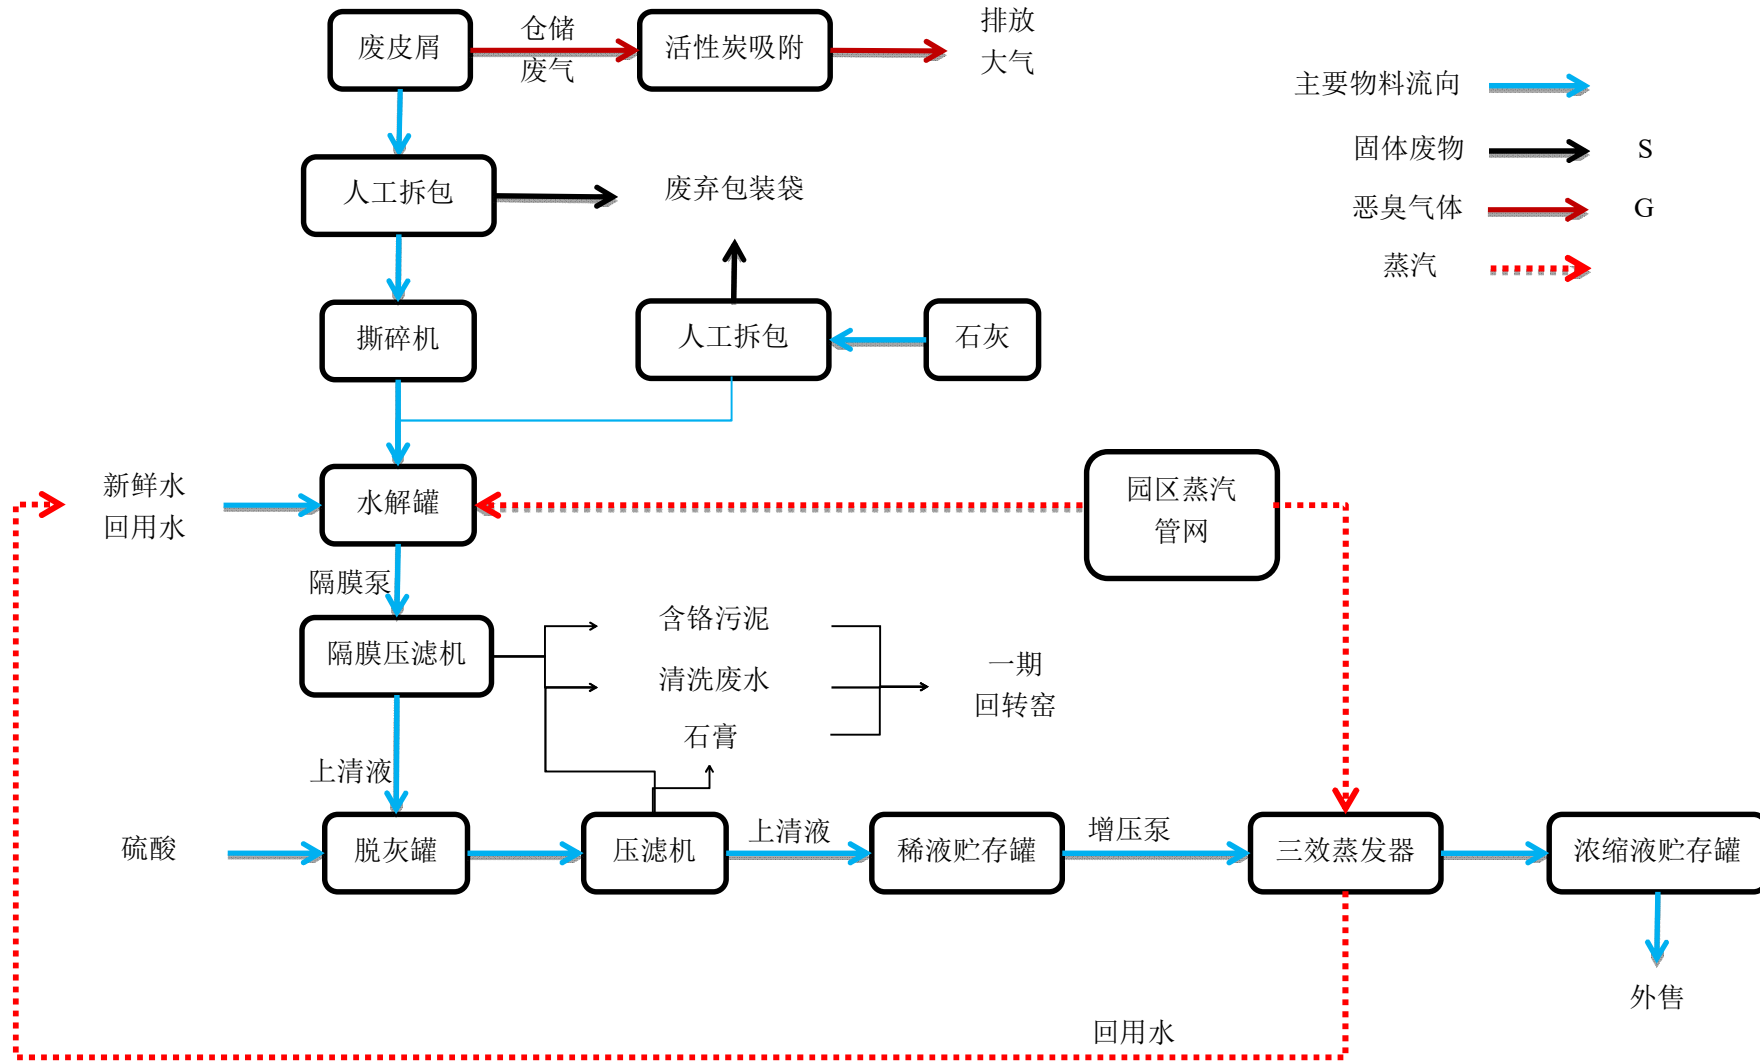 废皮屑
仓储
废气
活性炭吸附
排放
大气
主要物料流向
固体废物
S
恶臭气体
G
蒸汽
人工拆包
废弃包装袋
撕碎机
人工拆包
石灰
新鲜水
回用水
水解罐
园区蒸汽
管网
隔膜泵
隔膜压滤机
含铬污泥
清洗废水
石膏
一期
回转窑
上清液
硫酸
脱灰罐
压滤机
上清液
稀液贮存罐
增压泵
三效蒸发器
浓缩液贮存罐
外售
回用水